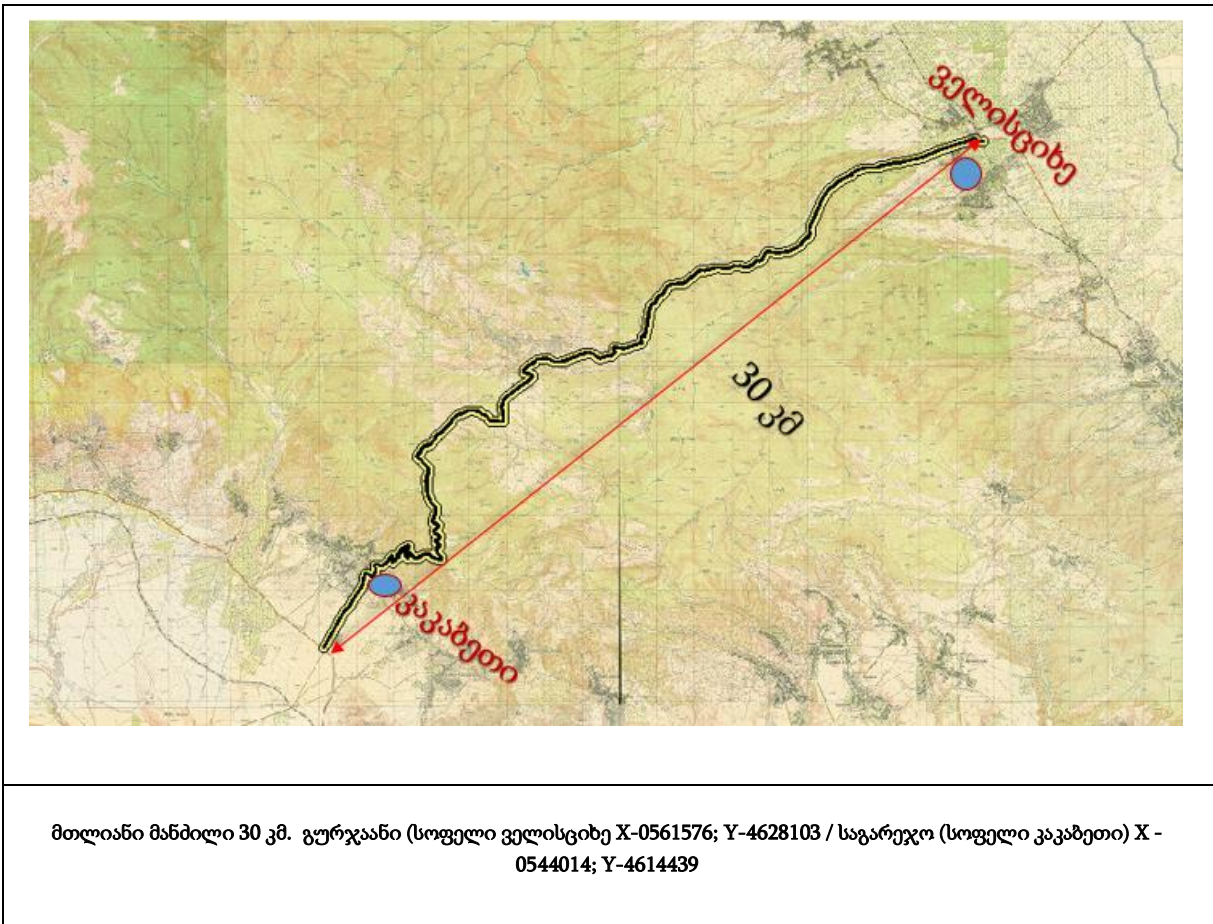 ველისციხე
30 კმ
კაკაბეთი
მთლიანი მანძილი 30 კმ. გურჯაანი (სოფელი ველისციხე X-0561576; Y-4628103 / საგარეჯო (სოფელი კაკაბეთი) X -
0544014; Y-4614439